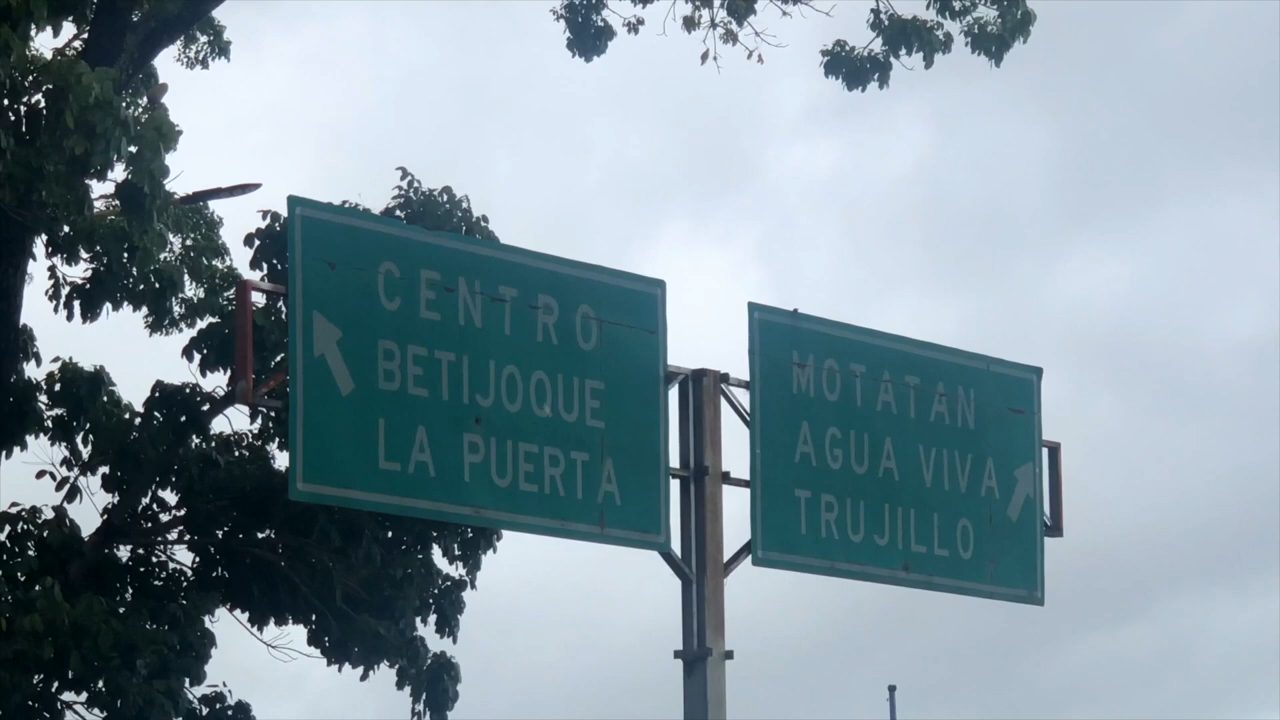 CENTRO
BETIJOQUE
LA PUERTA
MOTATAN
AGUA VIVA
TRUJILLO